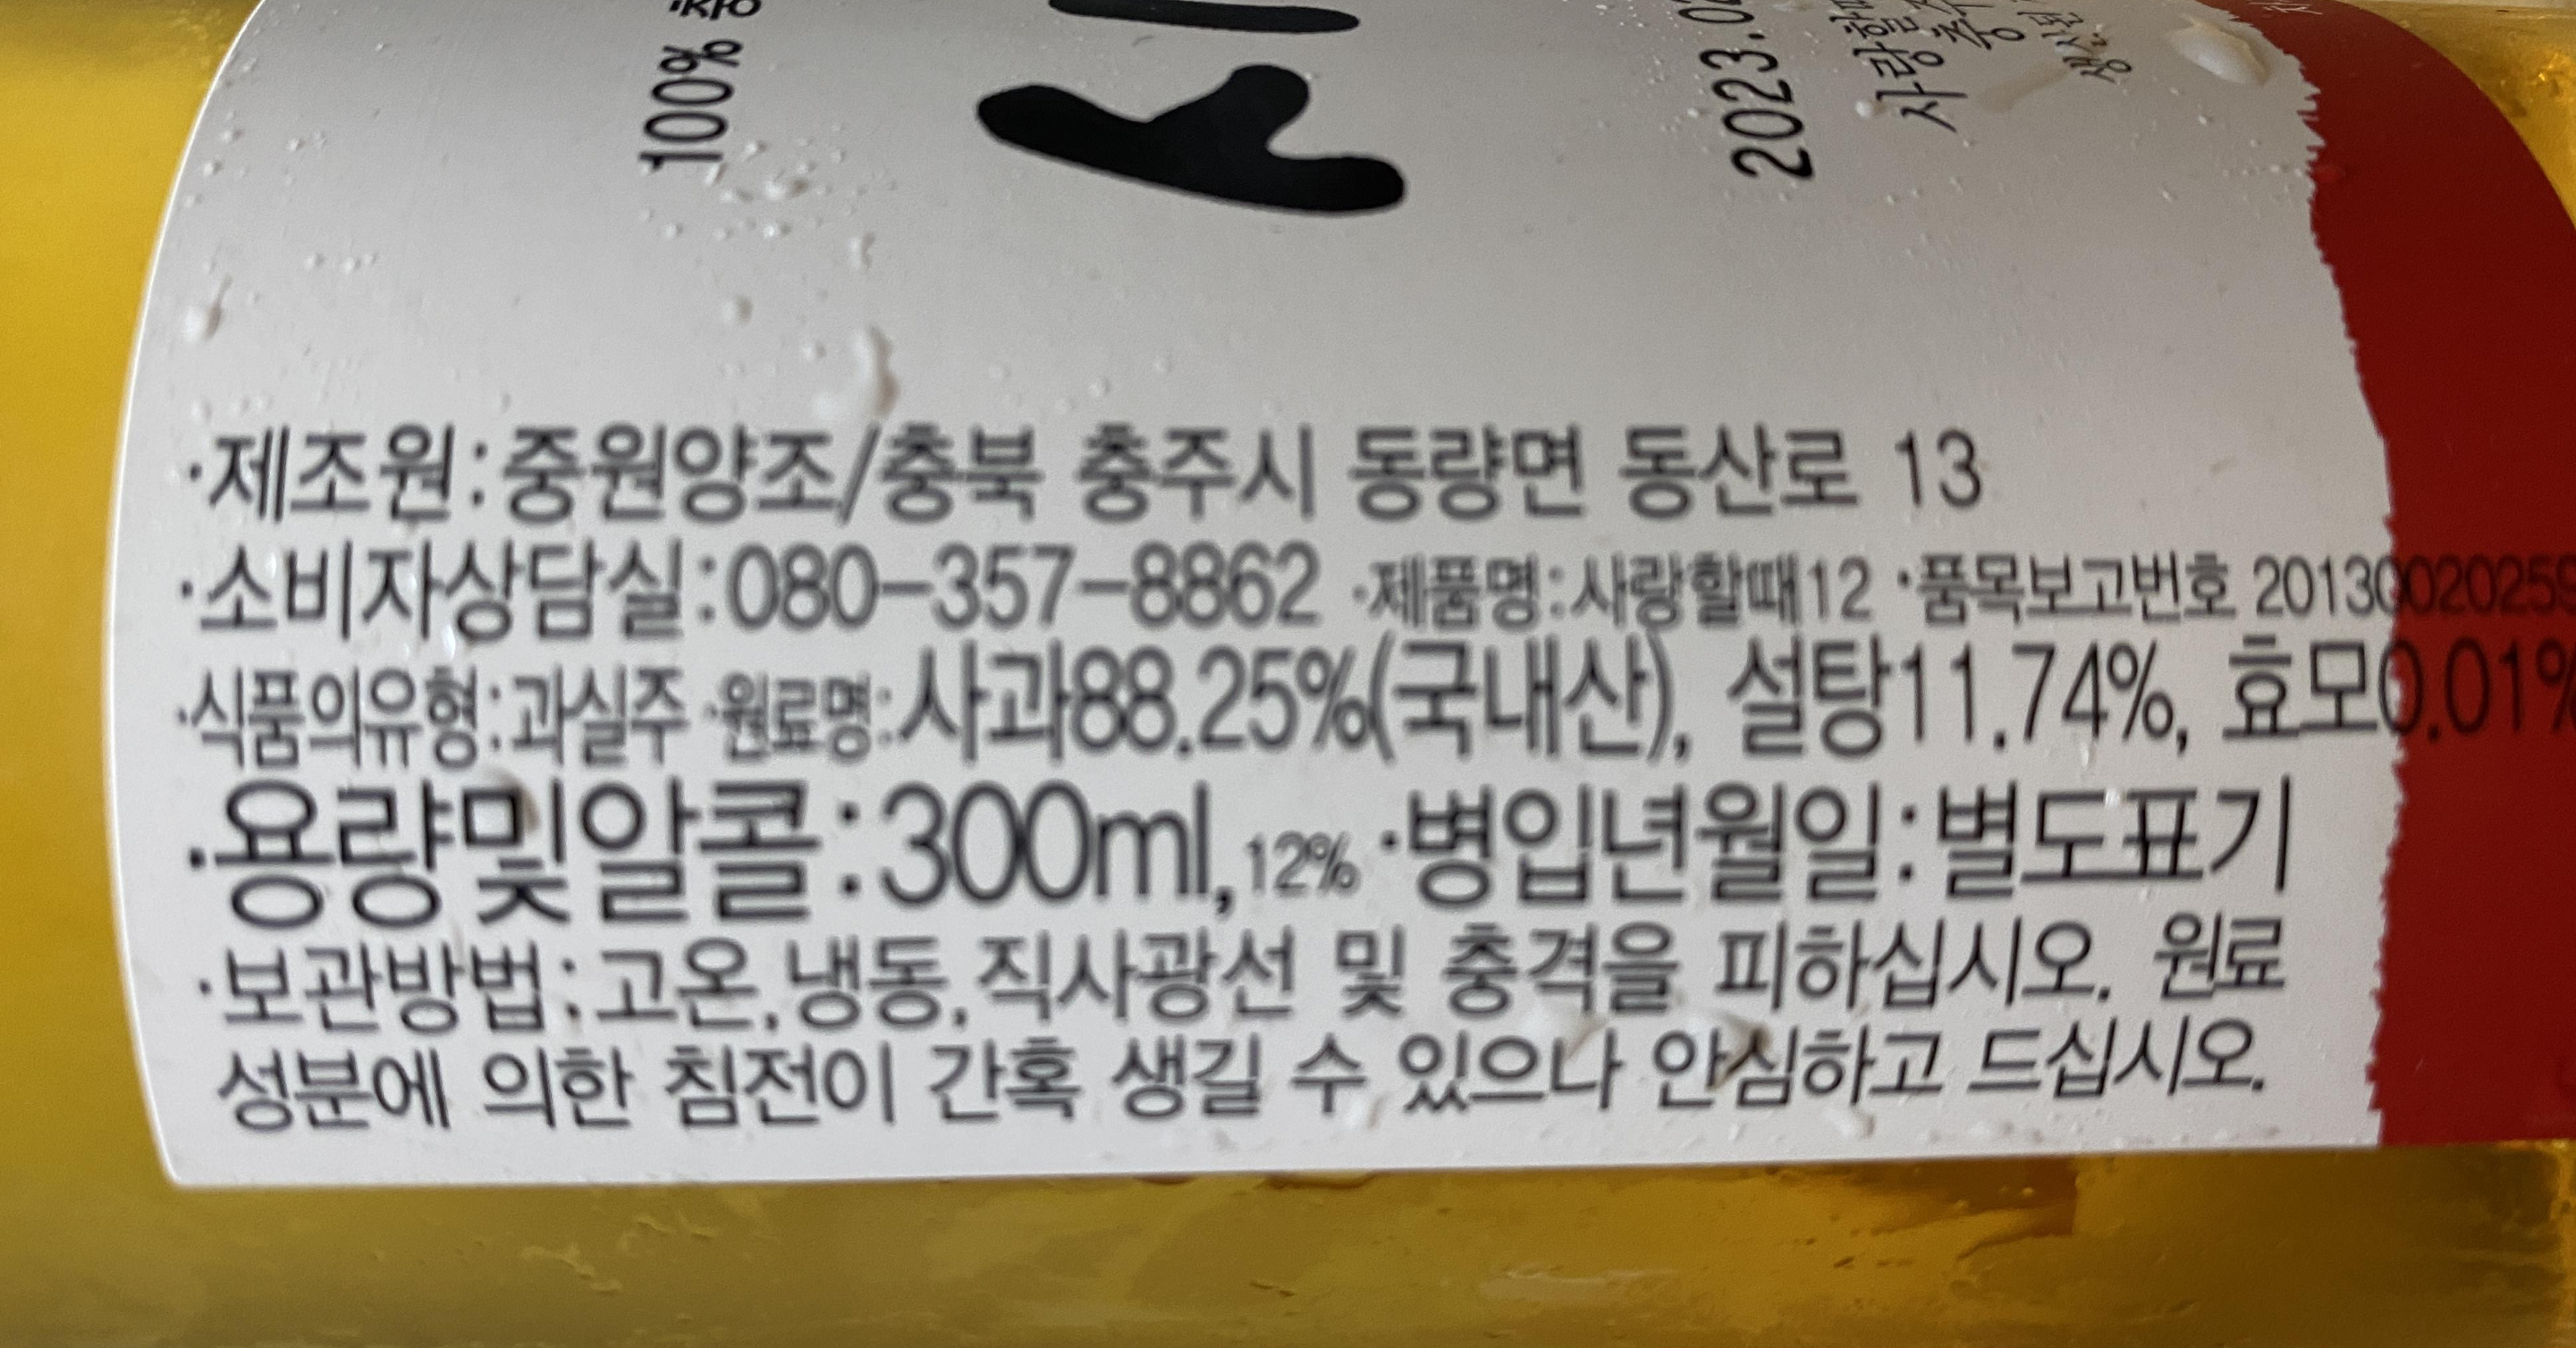 100%
사
2023.0
사랑할때
·제조원:중원양조/충북 충주시 동량면 동산로 13
·소비자상담실:080-357-8862 ·제품명:사랑할때12 ·품목보고번호 2013002025
·식품의유형:과실주 ·원료명:사과88.25%(국내산), 설탕11.74%, 효모0.01%
·용량및알콜:300ml,12% ·병입년월일:별도표기
·보관방법:고온,냉동,직사광선 및 충격을 피하십시오. 원료
성분에 의한 침전이 간혹 생길 수 있으나 안심하고 드십시오.